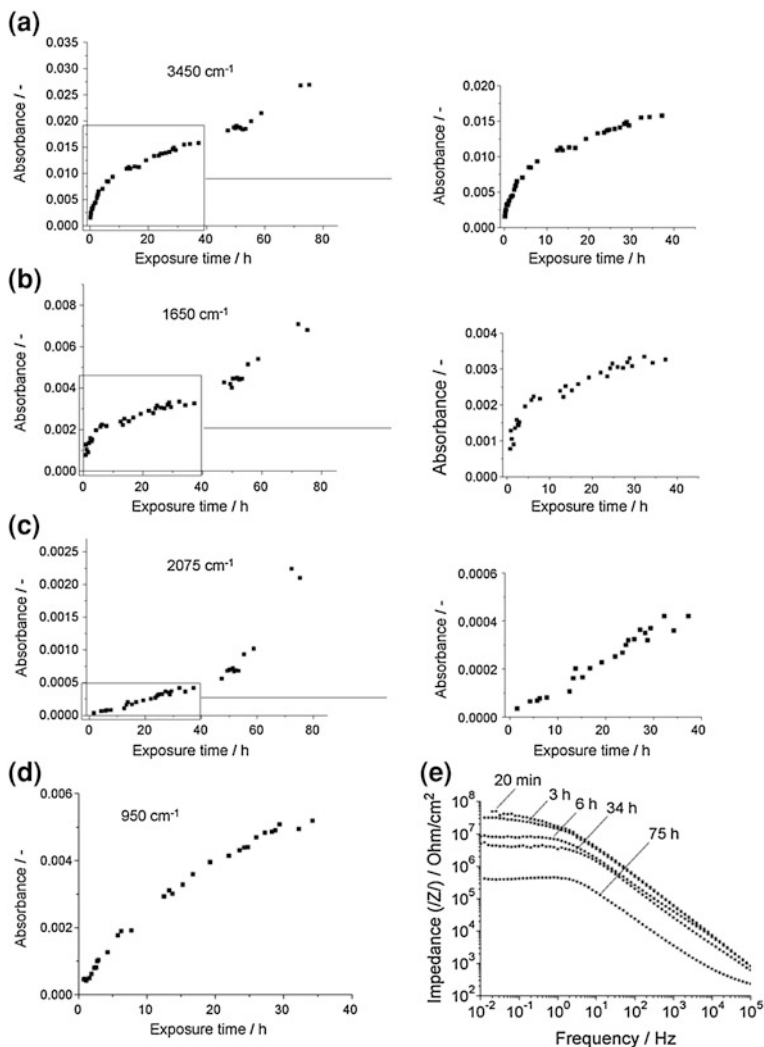 (a)
0.035
0.030
0.025
0.020
0.015
0.010
0.005
0.000
Absorbance / -
3450 cm⁻¹
0 20 40 60 80
Exposure time / h
0.020
0.015
0.010
0.005
0.000
Absorbance / -
0 10 20 30 40
Exposure time / h
(b)
0.008
0.006
0.004
0.002
0.000
Absorbance / -
1650 cm⁻¹
0 20 40 60 80
Exposure time / h
0.004
0.003
0.002
0.001
0.000
Absorbance / -
0 10 20 30 40
Exposure time / h
(c)
0.0025
0.0020
0.0015
0.0010
0.0005
0.0000
Absorbance / -
2075 cm⁻¹
0 20 40 60 80
Exposure time / h
0.0006
0.0004
0.0002
0.0000
Absorbance / -
0 10 20 30 40
Exposure time / h
(d)
0.006
0.004
0.002
0.000
Absorbance / -
950 cm⁻¹
0 10 20 30 40
Exposure time / h
(e)
10⁸
10⁷
10⁶
10⁵
10⁴
10³
10²
Impedance (/Z/) / Ohm/cm²
20 min
3 h
6 h
34 h
75 h
10⁻² 10⁻¹ 10⁰ 10¹ 10² 10³ 10⁴ 10⁵
Frequency / Hz